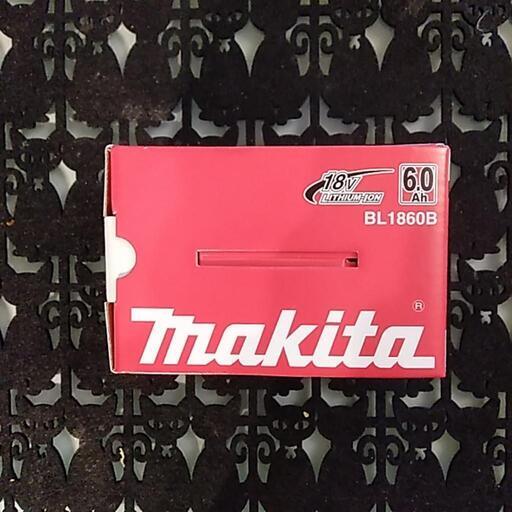 18V
LITHIUM-ION
6.0
Ah
BL1860B
makita®